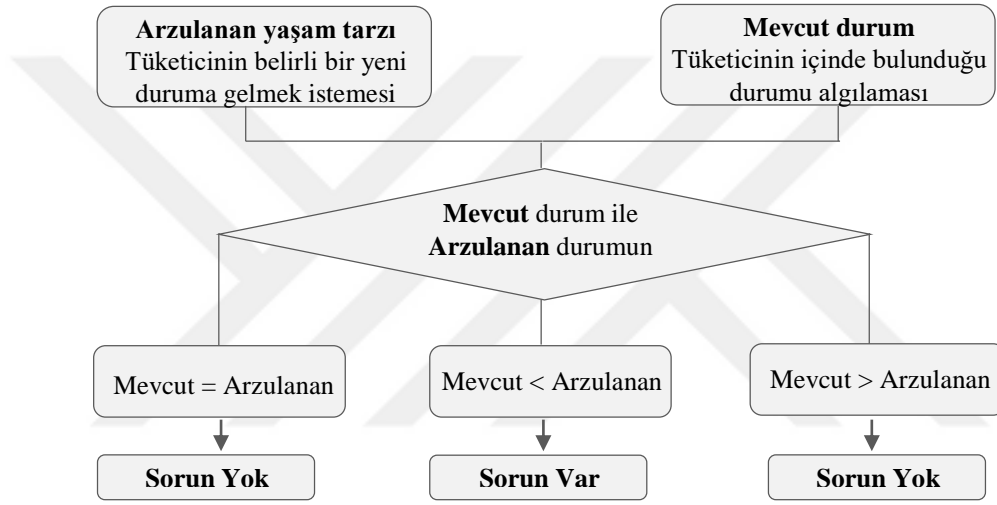 Arzulanan yaşam tarzı
Tüketicinin belirli bir yeni
duruma gelmek istemesi
Mevcut durum
Tüketicinin içinde bulunduğu
durumu algılaması
Mevcut durum ile
Arzulanan durumun
Mevcut = Arzulanan
Mevcut < Arzulanan
Mevcut > Arzulanan
Sorun Yok
Sorun Var
Sorun Yok